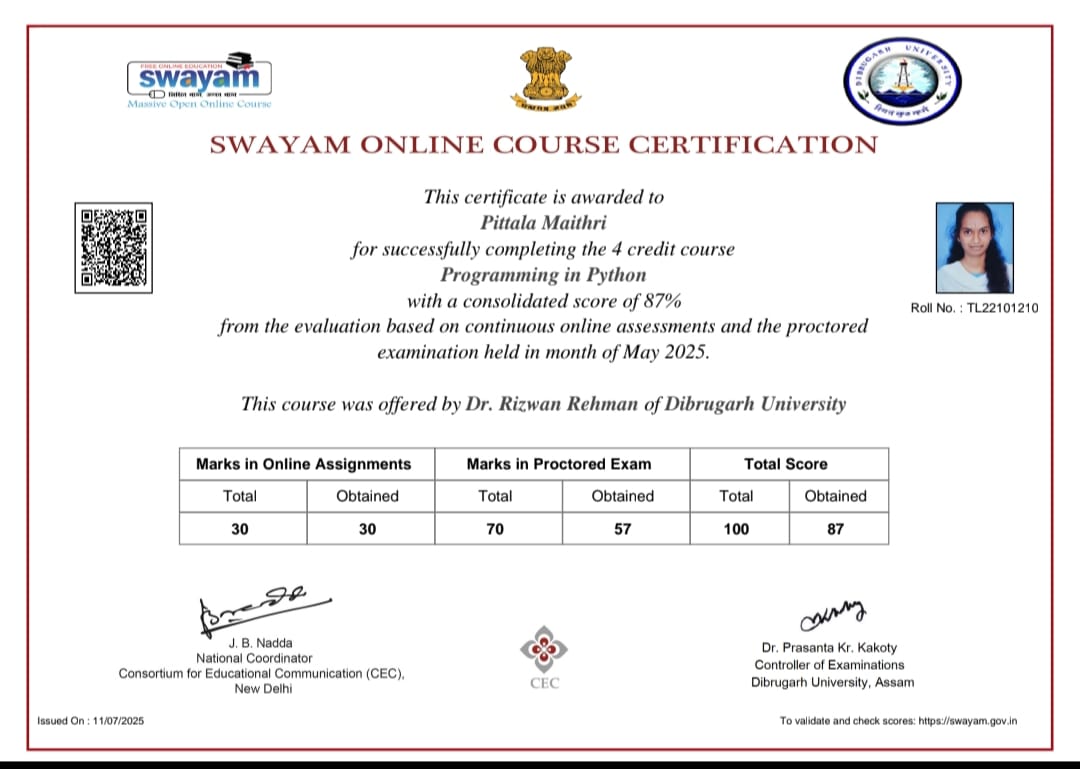 FREE ONLINE EDUCATION
swayam
शिक्षित भारत, उन्नत भारत
Massive Open Online Course
DIBRUGARH UNIVERSITY
SWAYAM ONLINE COURSE CERTIFICATION
This certificate is awarded to
Pittala Maithri
for successfully completing the 4 credit course
Programming in Python
with a consolidated score of 87%
from the evaluation based on continuous online assessments and the proctored
examination held in month of May 2025.
Roll No. : TL22101210
This course was offered by Dr. Rizwan Rehman of Dibrugarh University
Marks in Online Assignments Marks in Proctored Exam Total Score
Total Obtained Total Obtained Total Obtained
30 30 70 57 100 87
J. B. Nadda
National Coordinator
Consortium for Educational Communication (CEC),
New Delhi
CEC
Dr. Prasanta Kr. Kakoty
Controller of Examinations
Dibrugarh University, Assam
Issued On : 11/07/2025
To validate and check scores: https://swayam.gov.in